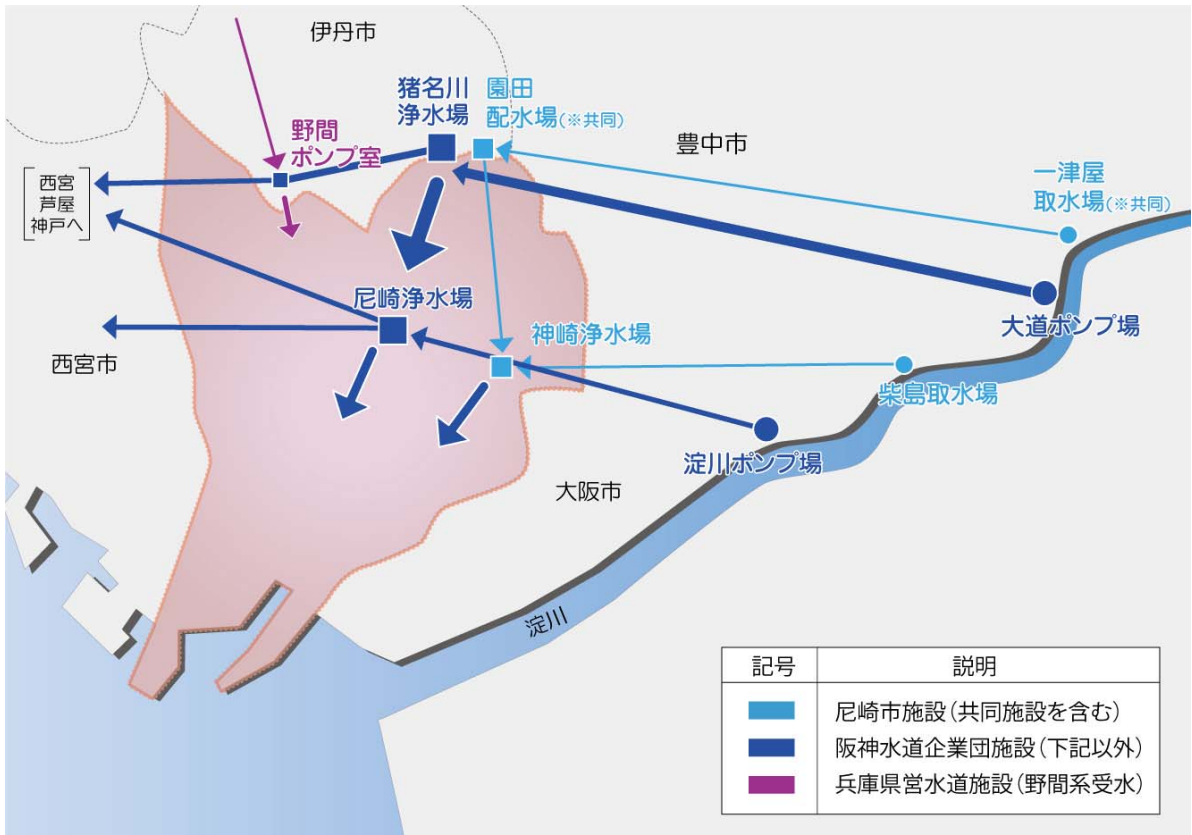 伊丹市
猪名川
浄水場
園田
配水場(※共同)
野間
ポンプ室
豊中市
一津屋
取水場(※共同)
西宮
芦屋
神戸へ
尼崎浄水場
大道ポンプ場
神崎浄水場
西宮市
柴島取水場
淀川ポンプ場
大阪市
淀川
記号 説明
尼崎市施設(共同施設を含む)
阪神水道企業団施設(下記以外)
兵庫県営水道施設(野間系受水)